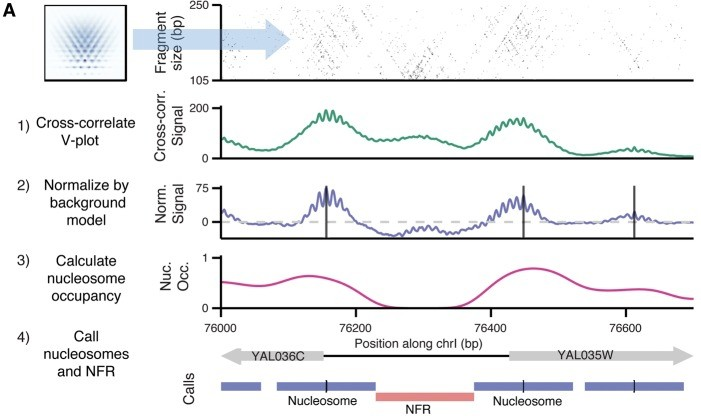 A
Fragment
size (bp)
250
105
1) Cross-correlate
V-plot
Cross-corr.
Signal
200
0
2) Normalize by
background
model
Norm.
Signal
75
0
3) Calculate
nucleosome
occupancy
Nuc.
Occ.
1
0
76000
76200
76400
76600
Position along chrI (bp)
4) Call
nucleosomes
and NFR
YAL036C
YAL035W
Calls
Nucleosome
NFR
Nucleosome